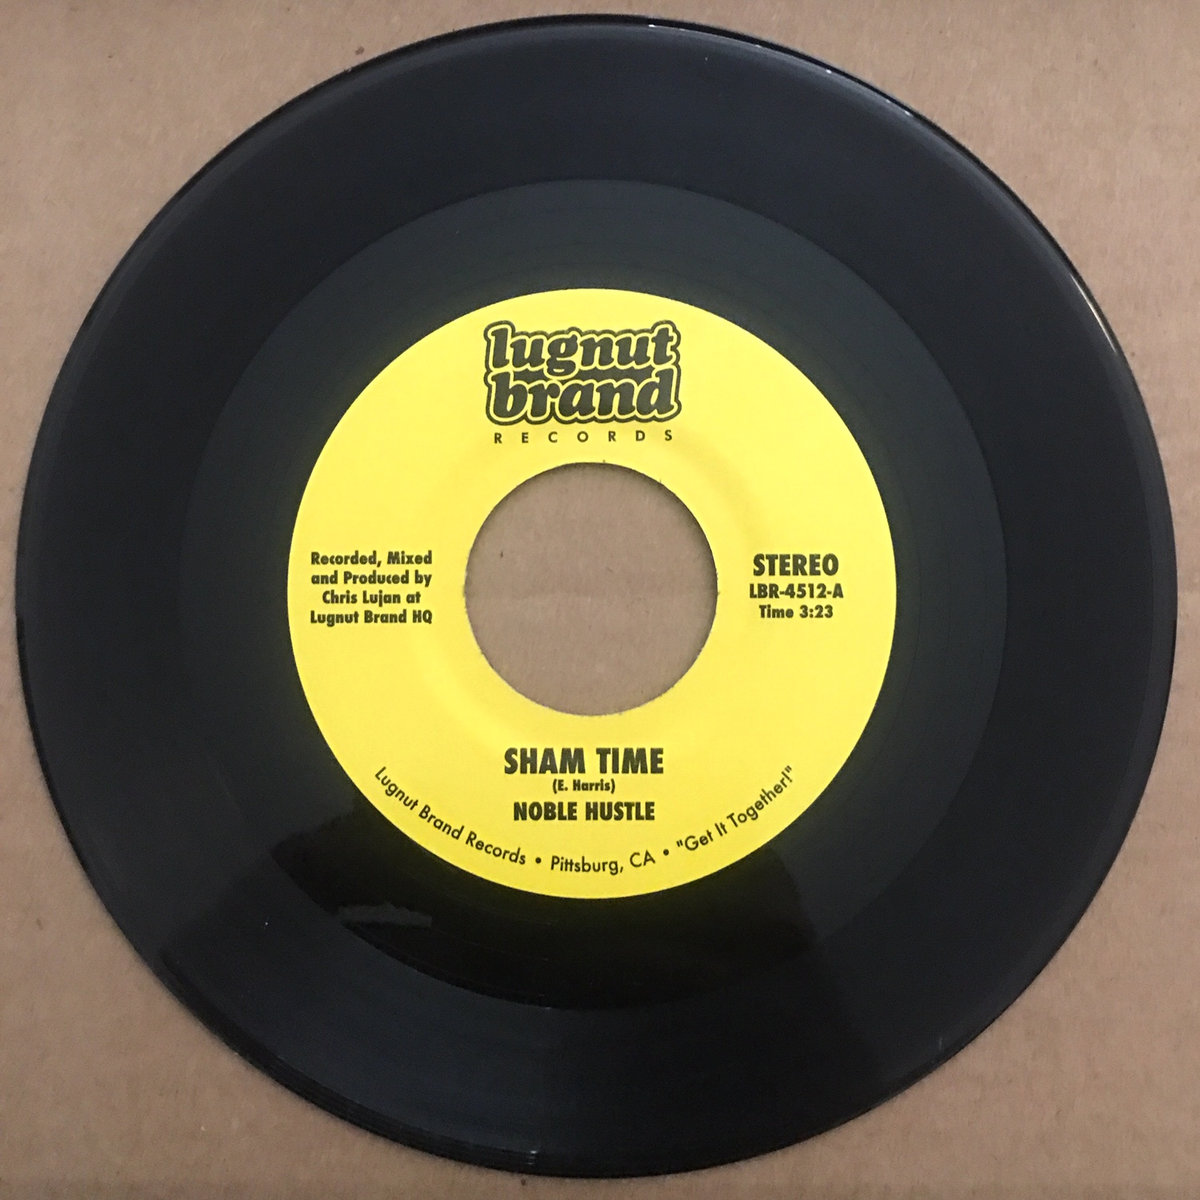 lugnut
brand
RECORDS
Recorded, Mixed
and Produced by
Chris Lujan at
Lugnut Brand HQ
STEREO
LBR-4512-A
Time 3:23
SHAM TIME
(E. Harris)
NOBLE HUSTLE
Lugnut Brand Records • Pittsburg, CA • "Get It Together!"